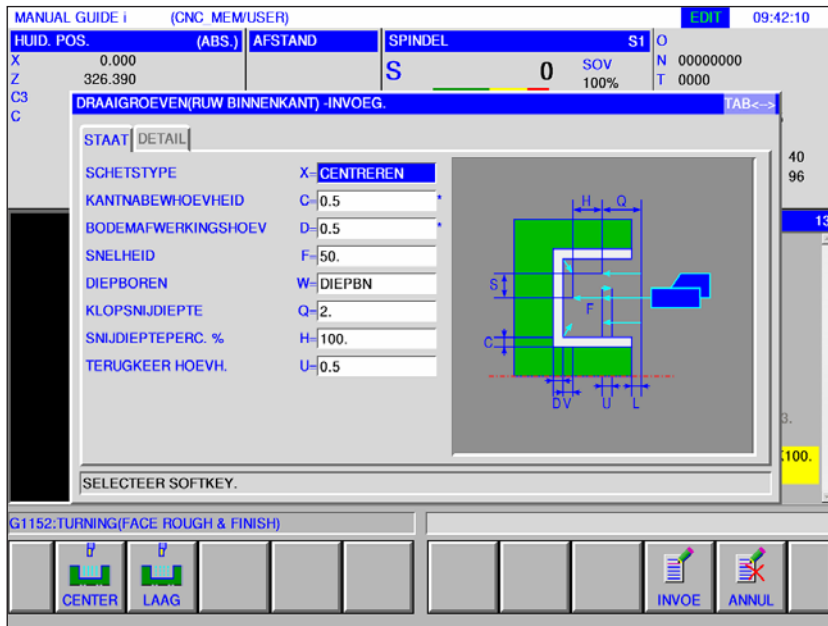 MANUAL GUIDE i (CNC_MEM/USER) EDIT 09:42:10
HUID. POS. (ABS.) AFSTAND SPINDEL S1 O
X 0.000 S 0 SOV N 00000000
Z 326.390 100% T 0000
C3
C
DRAAIGROEVEN(RUW BINNENKANT) -INVOEG. TAB<-->
STAAT DETAIL
SCHETSTYPE X= CENTREREN
KANTNABEWHOEVHEID C= 0.5 *
BODEMAFWERKINGSHOEV D= 0.5 *
SNELHEID F= 50.
DIEPBOREN W= DIEPBN
KLOPSNIJDIEPTE Q= 2.
SNIJDIEPTEPERC. % H= 100.
TERUGKEER HOEVH. U= 0.5
H Q
S
F
C
D V U L
40
96
13
3.
100.
SELECTEER SOFTKEY.
G1152:TURNING(FACE ROUGH & FINISH)
CENTER LAAG INVOE ANNUL